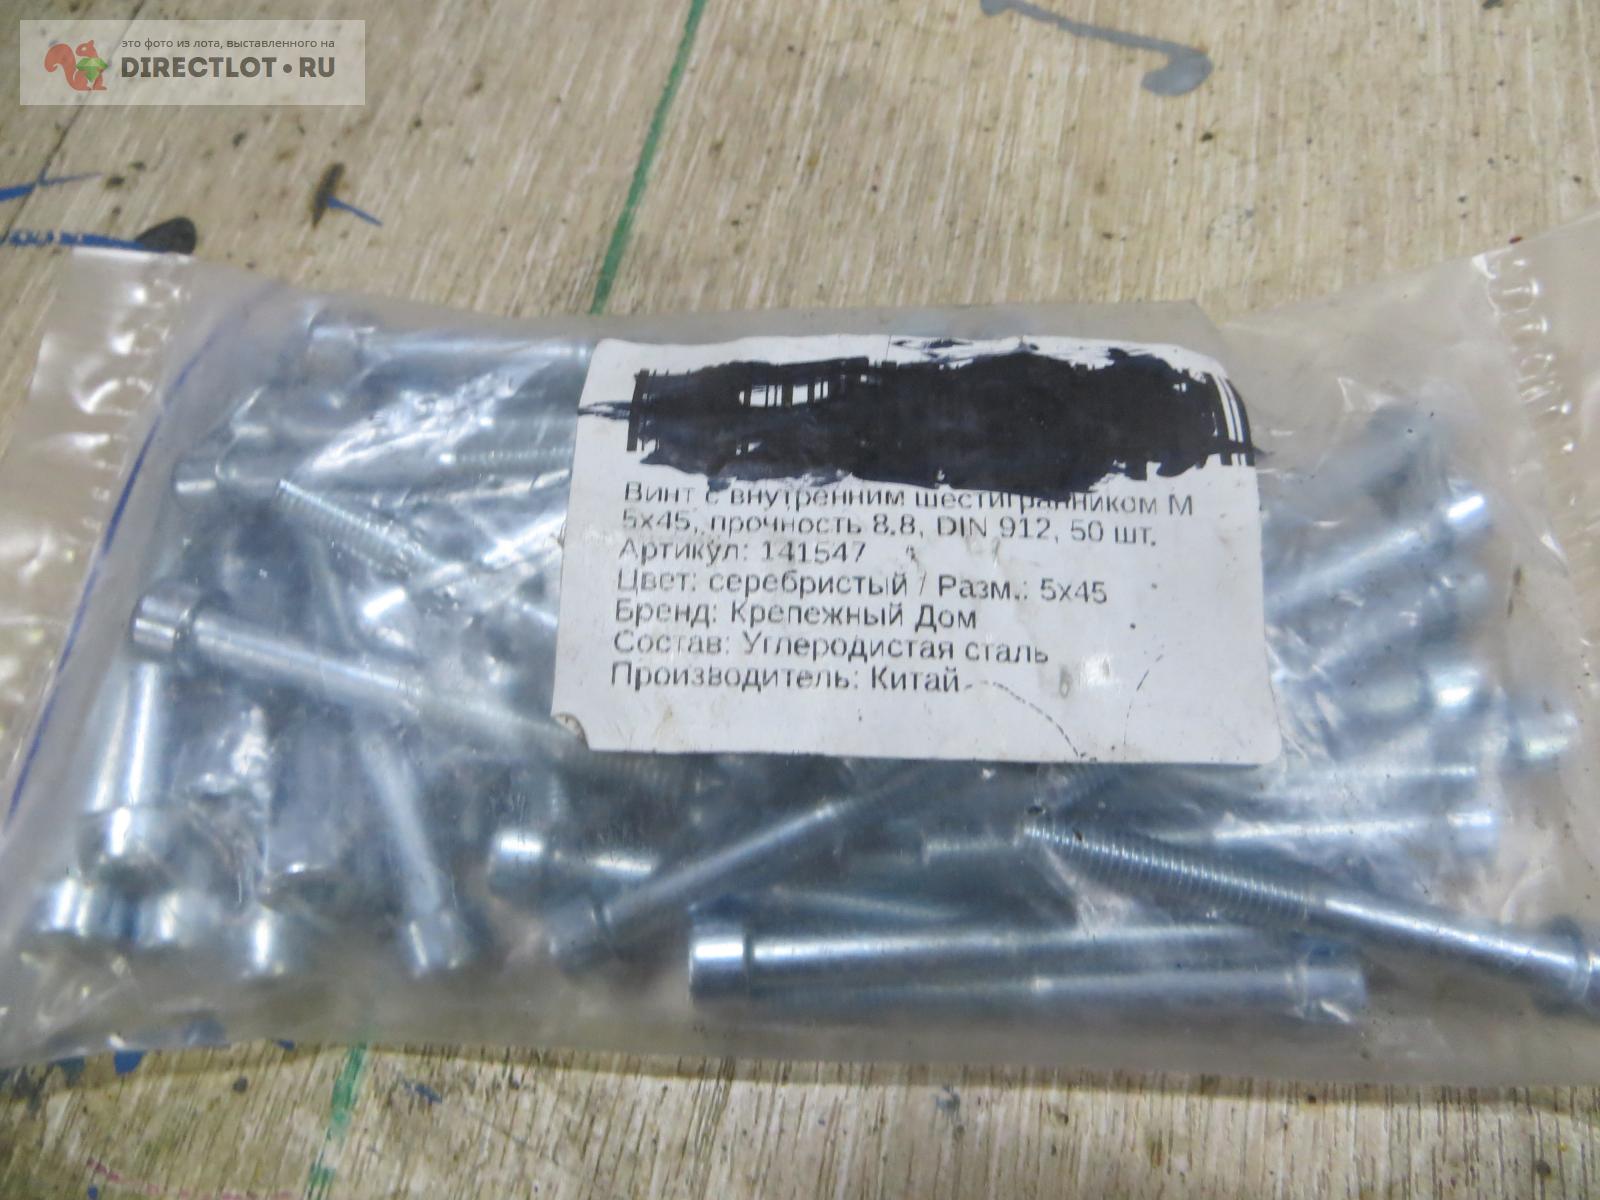 это фото из лота, выставленного на
DIRECTLOT•RU
Винт с внутренним шестигранником М
5x45, прочность 8.8, DIN 912, 50 шт.
Артикул: 141547
Цвет: серебристый / Разм.: 5x45
Бренд: Крепежный Дом
Состав: Углеродистая сталь
Производитель: Китай